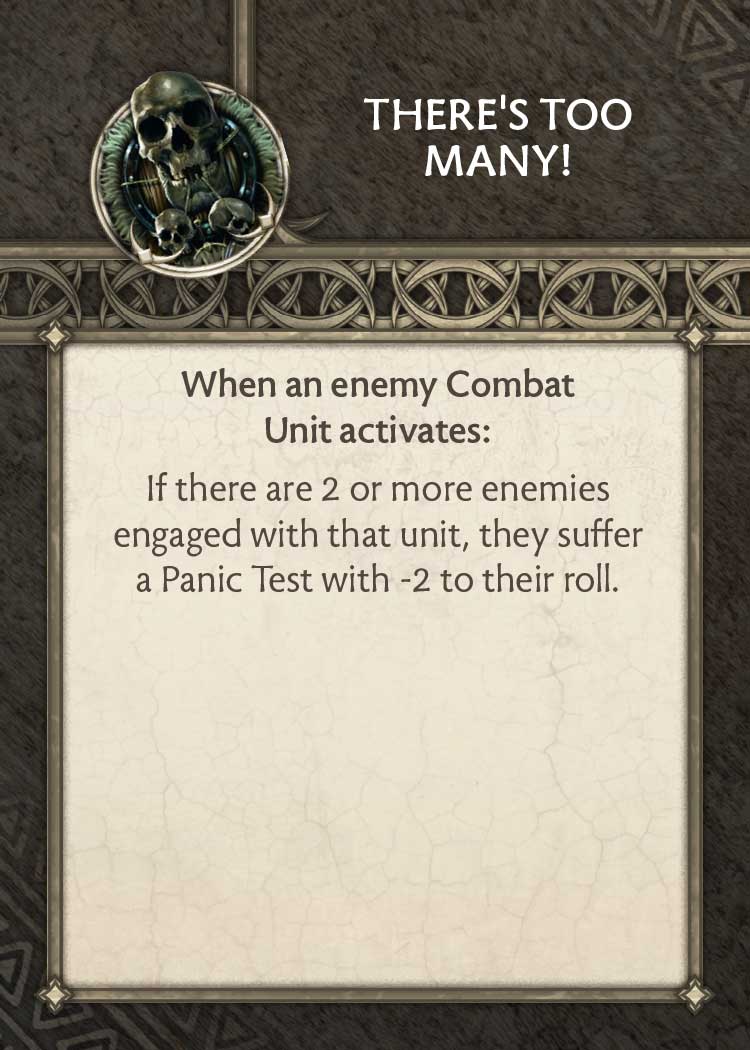 THERE'S TOO
MANY!
When an enemy Combat
Unit activates:
If there are 2 or more enemies
engaged with that unit, they suffer
a Panic Test with -2 to their roll.